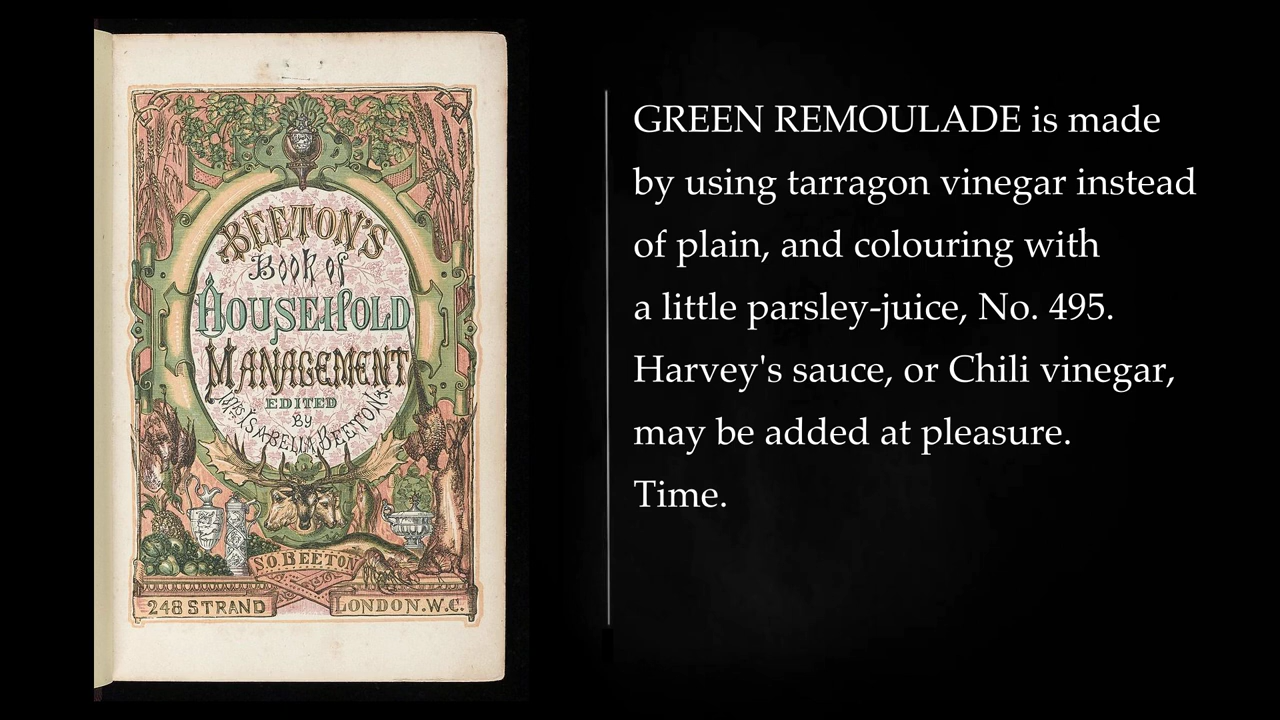 BEETON'S
Book of
HOUSEHOLD
MANAGEMENT
EDITED
By
MRS ISABELLA BEETON
S.O. BEETON
248 STRAND
LONDON. W.C.
GREEN REMOULADE is made
by using tarragon vinegar instead
of plain, and colouring with
a little parsley-juice, No. 495.
Harvey's sauce, or Chili vinegar,
may be added at pleasure.
Time.